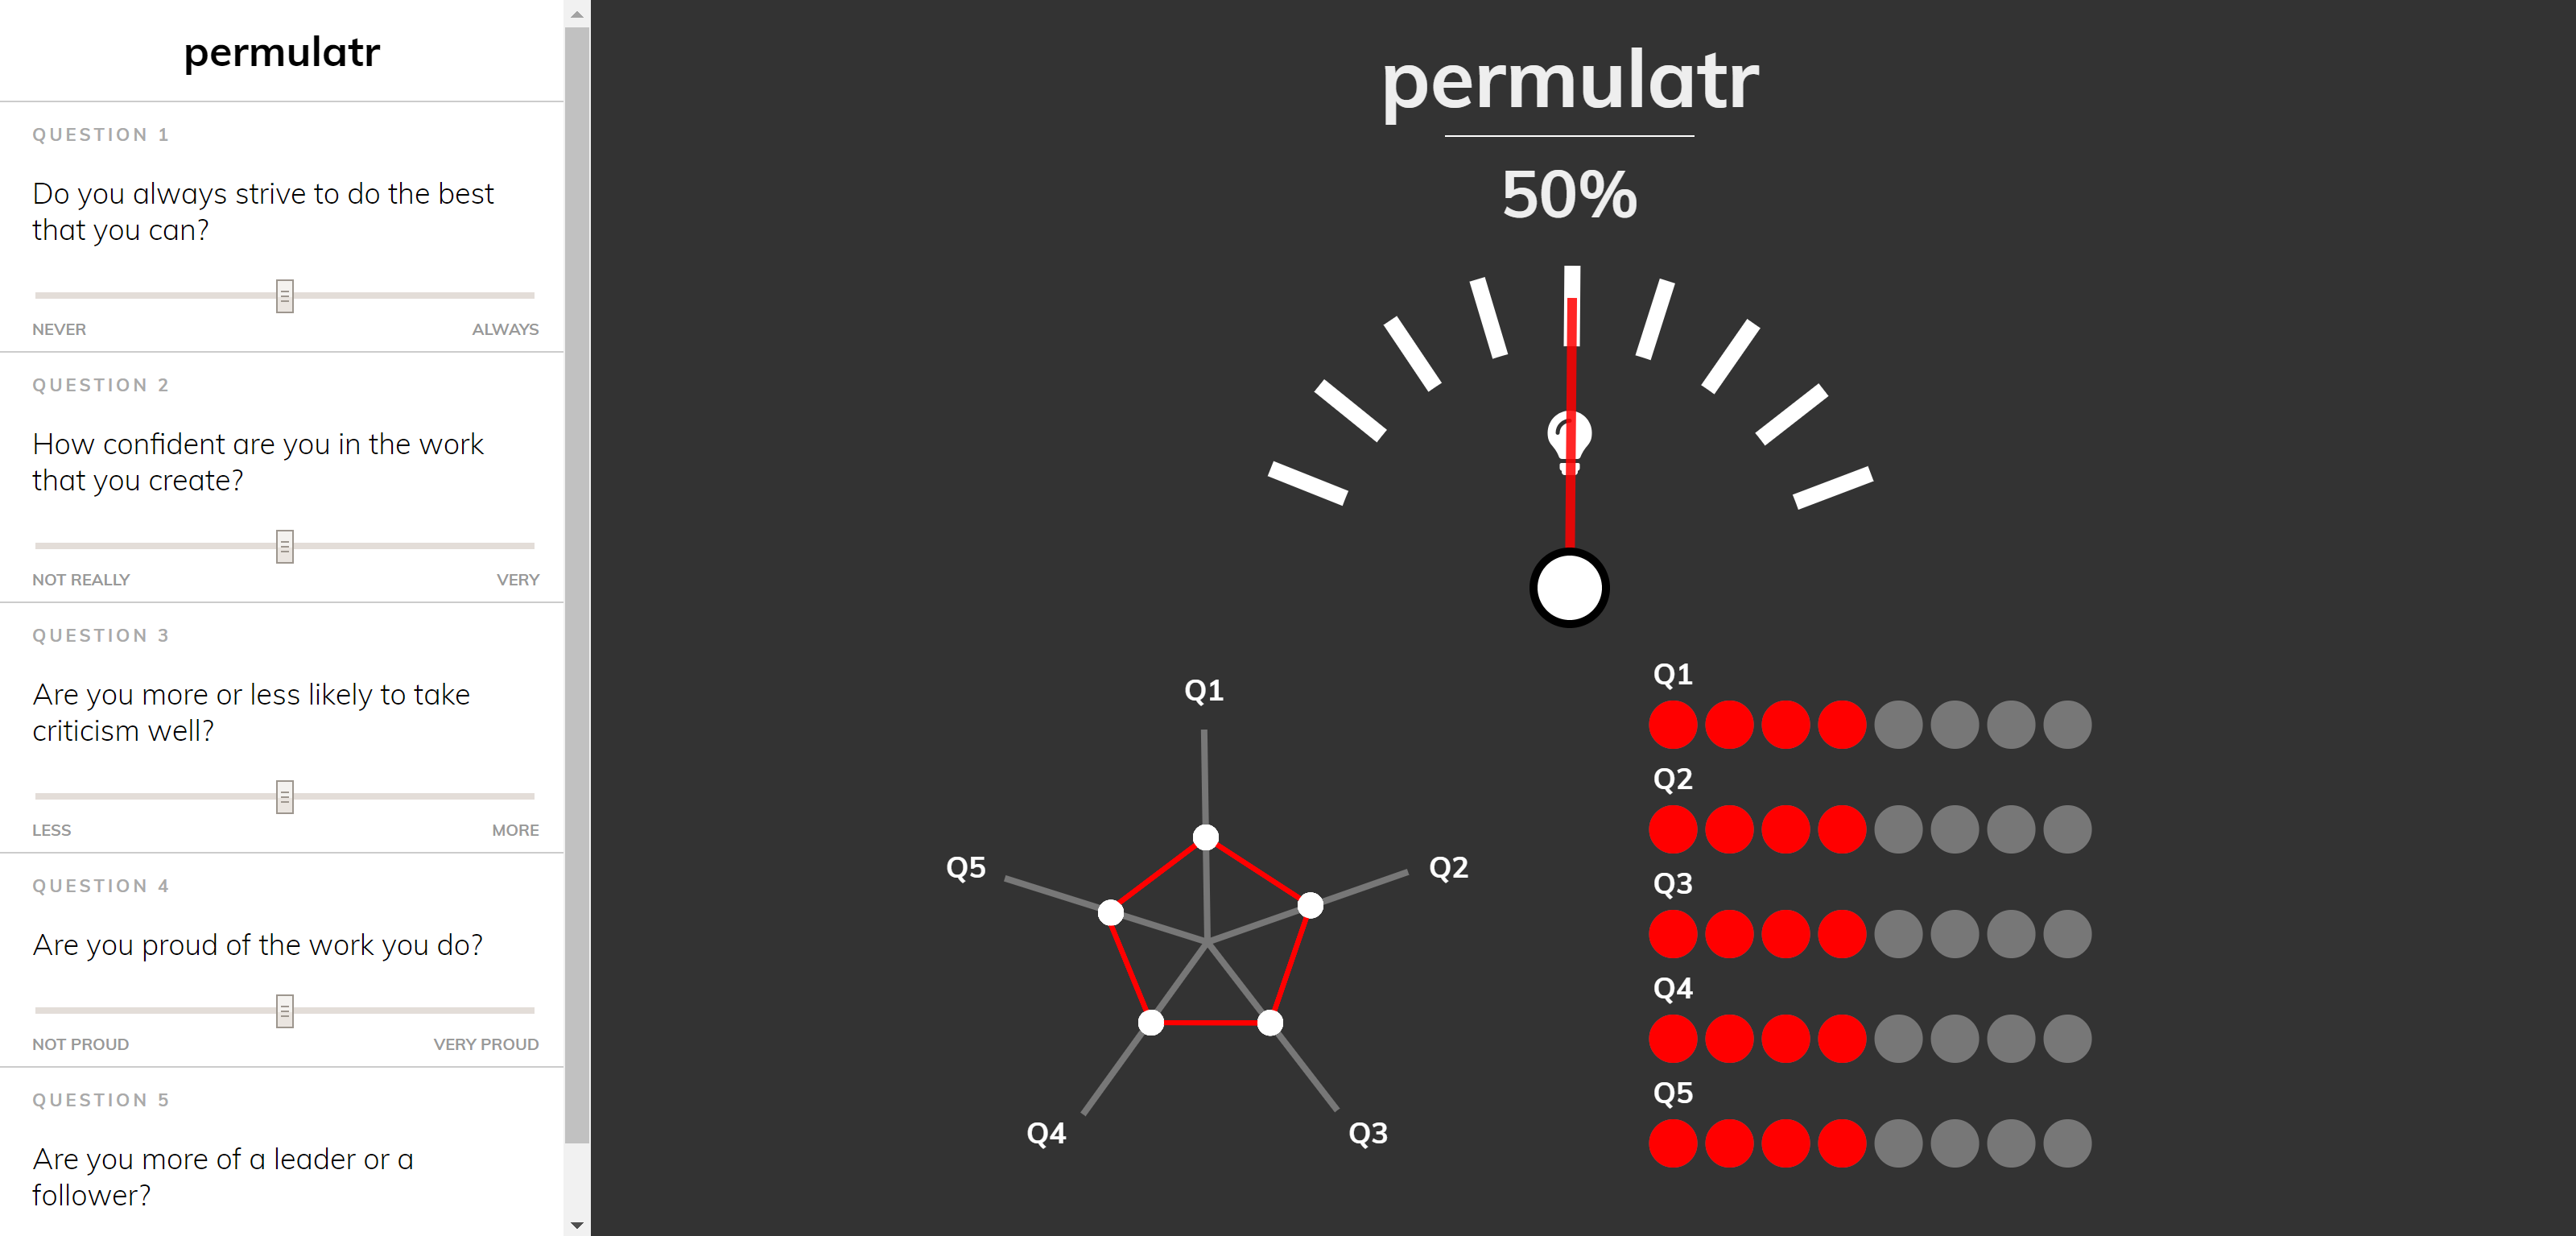 permulatr
QUESTION 1
Do you always strive to do the best
that you can?
NEVER
ALWAYS
QUESTION 2
How confident are you in the work
that you create?
NOT REALLY
VERY
QUESTION 3
Are you more or less likely to take
criticism well?
LESS
MORE
QUESTION 4
Are you proud of the work you do?
NOT PROUD
VERY PROUD
QUESTION 5
Are you more of a leader or a
follower?
permulatr
50%
Q1
Q2
Q3
Q4
Q5
Q1
Q2
Q3
Q4
Q5